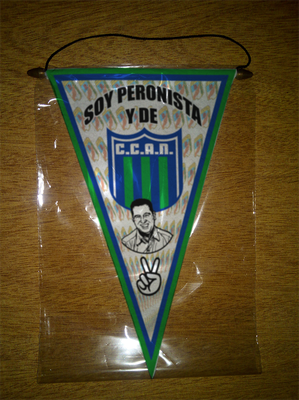 SOY PERONISTA
Y DE
C.C.A.N.